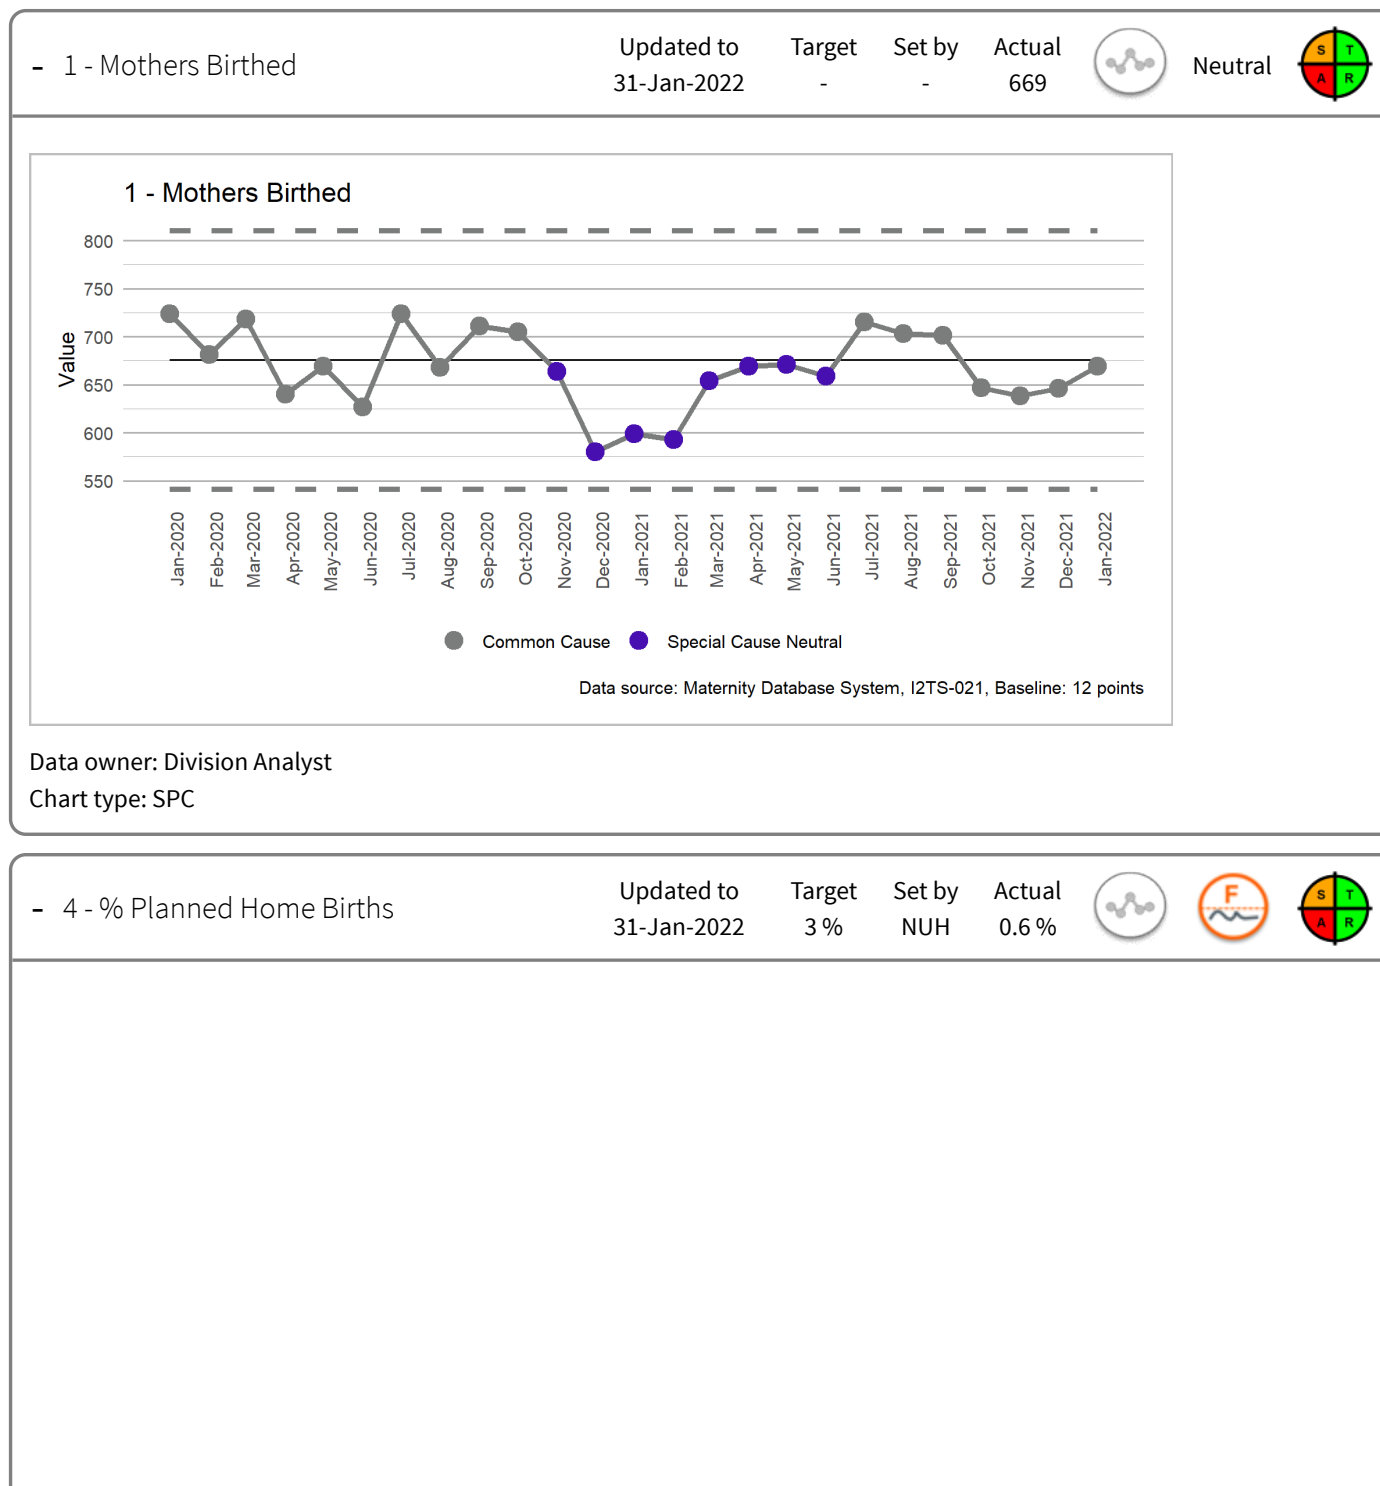 - 1 - Mothers Birthed
Updated to Target Set by Actual
31-Jan-2022 - - 669
Neutral
S T
A R
1 - Mothers Birthed
800
750
700
650
600
550
Value
Jan-2020
Feb-2020
Mar-2020
Apr-2020
May-2020
Jun-2020
Jul-2020
Aug-2020
Sep-2020
Oct-2020
Nov-2020
Dec-2020
Jan-2021
Feb-2021
Mar-2021
Apr-2021
May-2021
Jun-2021
Jul-2021
Aug-2021
Sep-2021
Oct-2021
Nov-2021
Dec-2021
Jan-2022
Common Cause Special Cause Neutral
Data source: Maternity Database System, I2TS-021, Baseline: 12 points
Data owner: Division Analyst
Chart type: SPC
- 4 - % Planned Home Births
Updated to Target Set by Actual
31-Jan-2022 3 % NUH 0.6 %
F
S T
A R